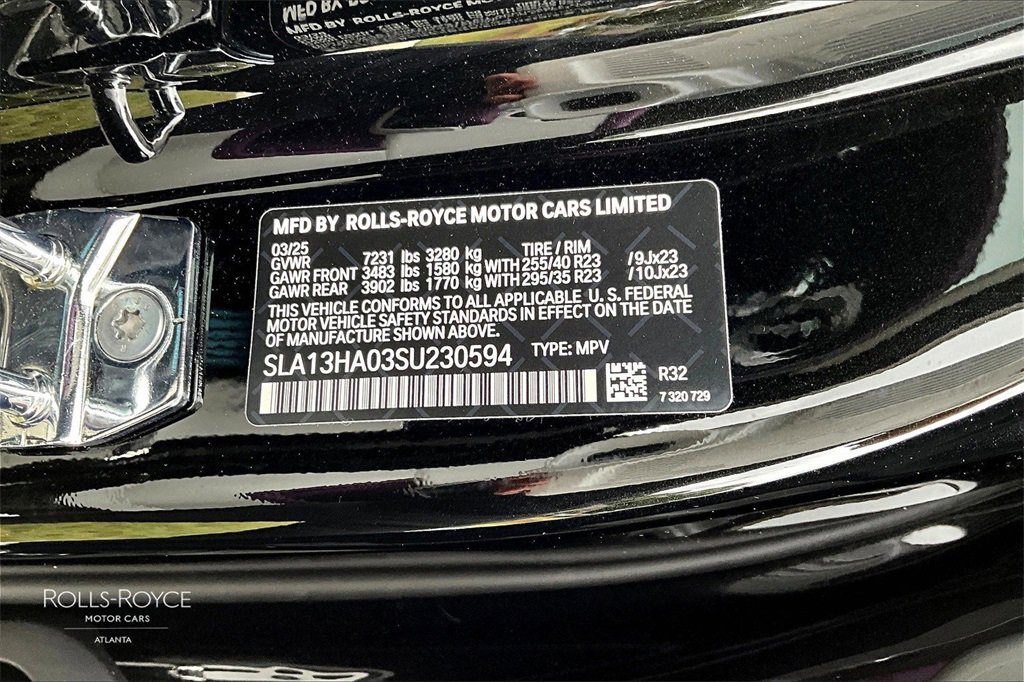 MFD BY ROLLS-ROYCE MOTOR CARS LIMITED
03/25 TIRE / RIM
GVWR 7231 lbs 3280 kg
GAWR FRONT 3483 lbs 1580 kg WITH 255/40 R23 /9Jx23
GAWR REAR 3902 lbs 1770 kg WITH 295/35 R23 /10Jx23
THIS VEHICLE CONFORMS TO ALL APPLICABLE U. S. FEDERAL
MOTOR VEHICLE SAFETY STANDARDS IN EFFECT ON THE DATE
OF MANUFACTURE SHOWN ABOVE.
SLA13HA03SU230594 TYPE: MPV
R32
7 320 729
ROLLS-ROYCE
MOTOR CARS
ATLANTA